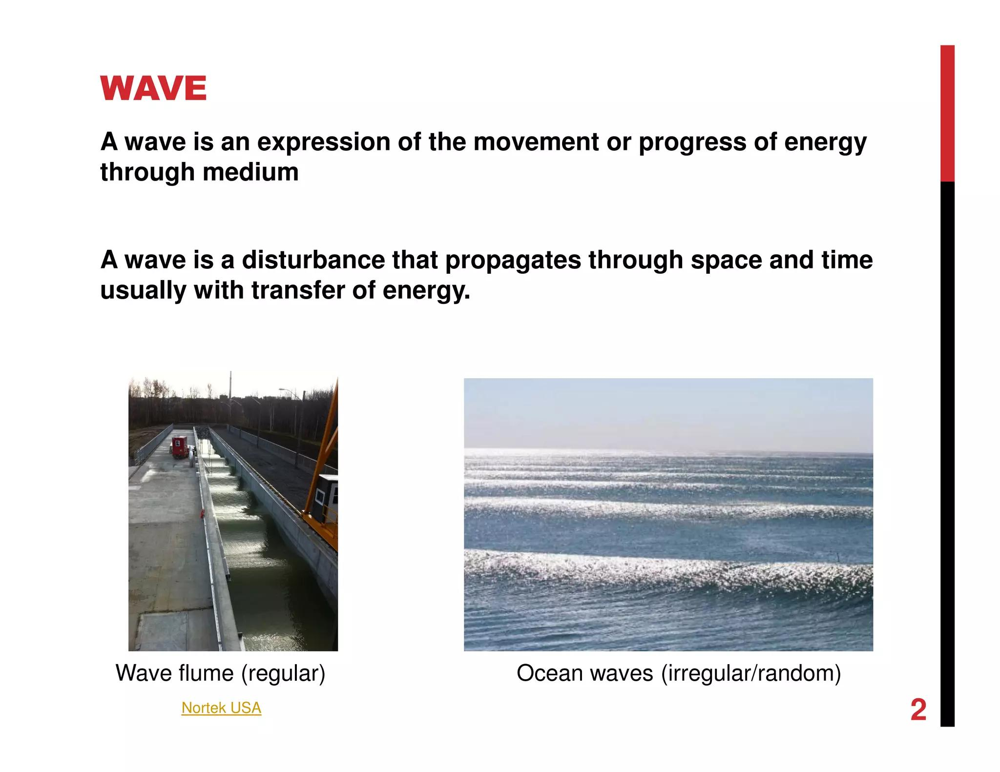 WAVE
A wave is an expression of the movement or progress of energy
through medium
A wave is a disturbance that propagates through space and time
usually with transfer of energy.
Wave flume (regular)
Ocean waves (irregular/random)
Nortek USA
2